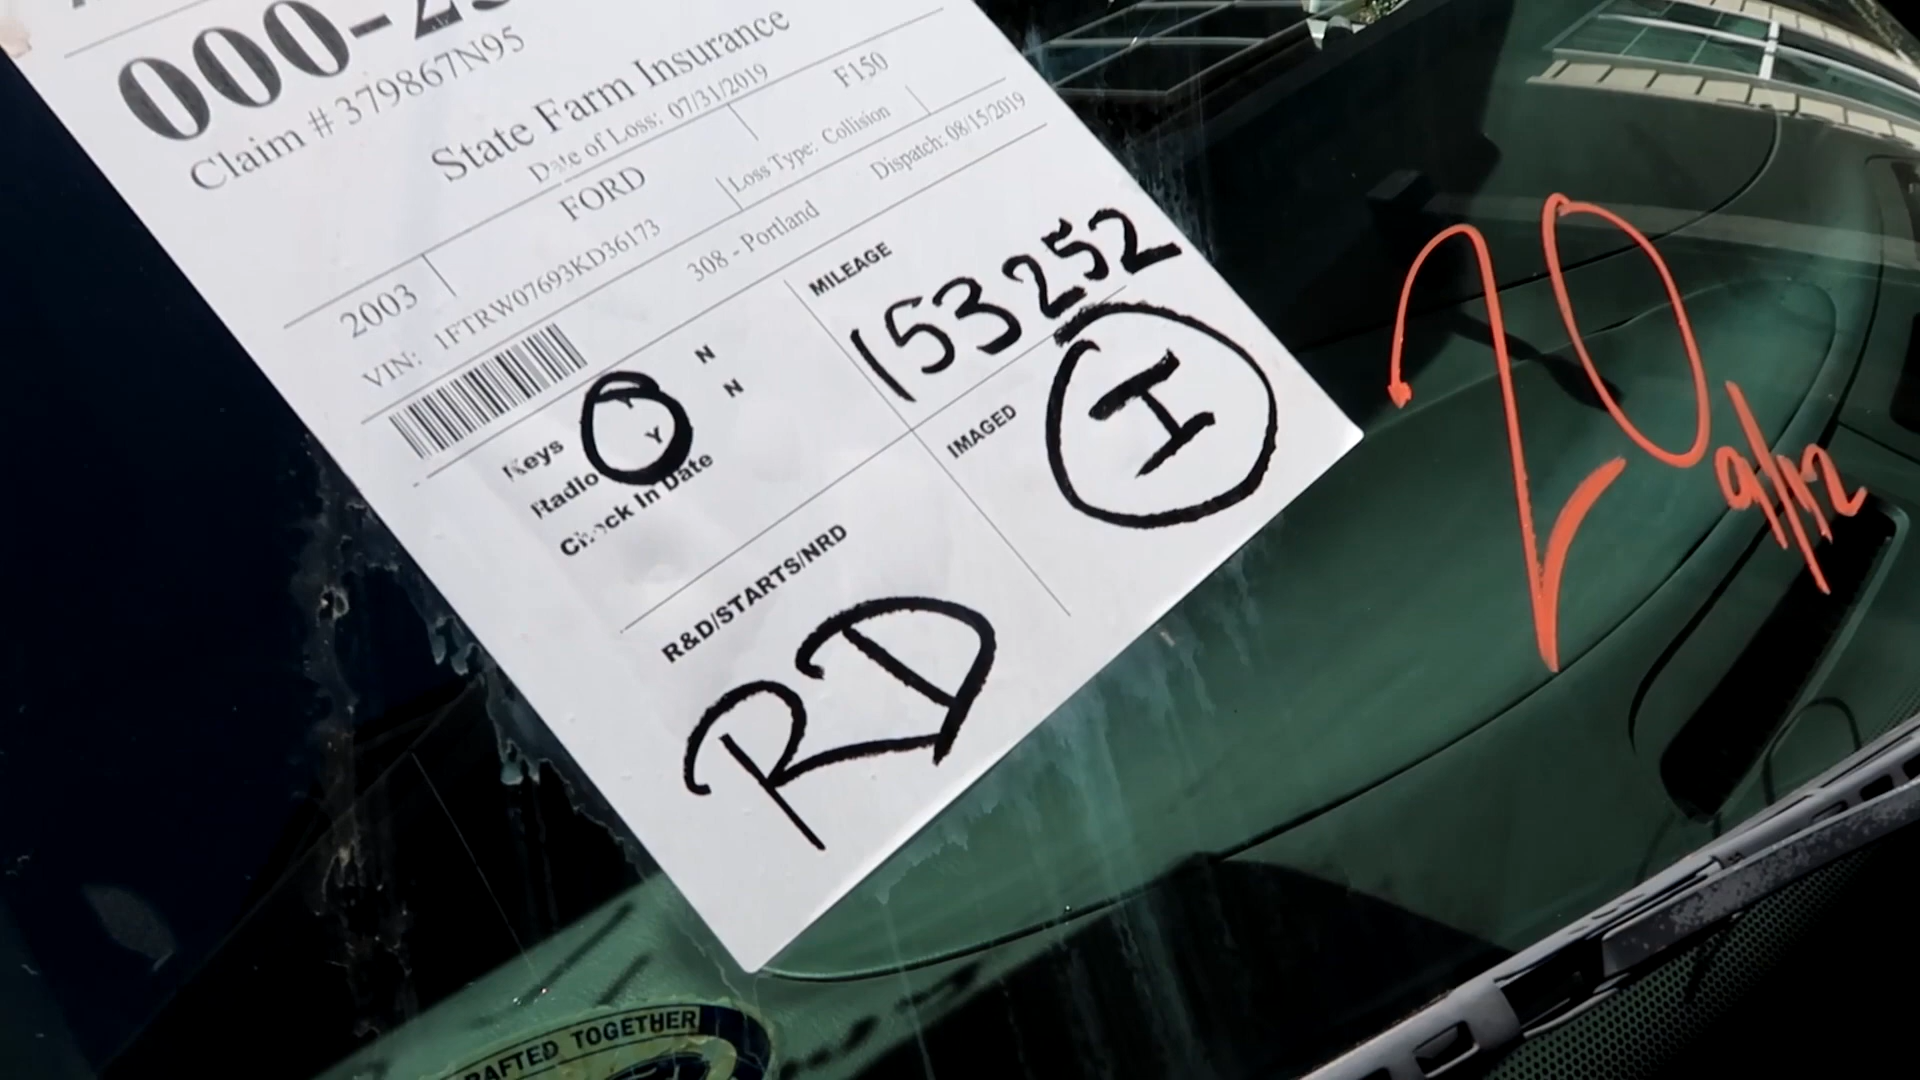 000-2
Claim # 379867N95
State Farm Insurance
Date of Loss: 07/31/2019
2003 FORD F150
VIN: 1FTRW07693KD36173 Loss Type: Collision
308 - Portland Dispatch: 08/15/2019
Keys Y N
Radio Y N
Check In Date
MILEAGE
153252
IMAGED
I
R&D/STARTS/NRD
RD
20
9/12
RAFTED TOGETHER